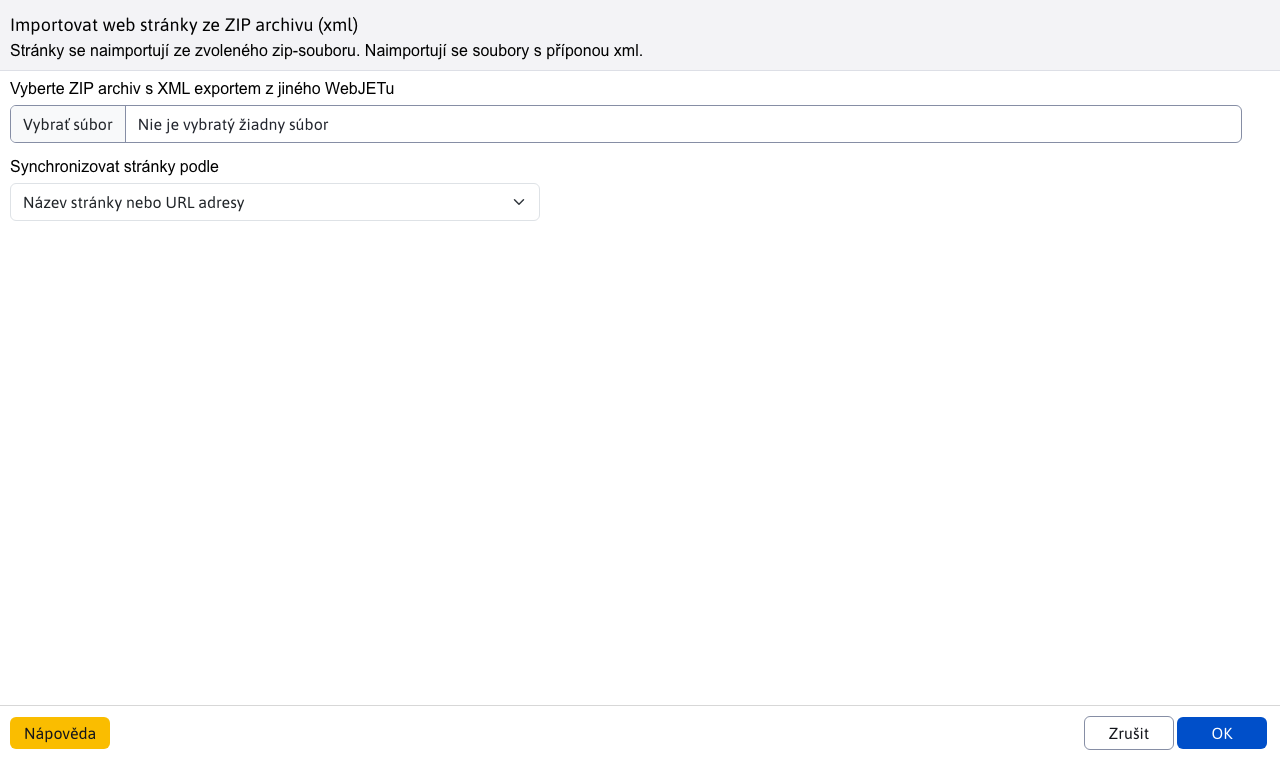 Importovat web stránky ze ZIP archivu (xml)
Stránky se naimportují ze zvoleného zip-souboru. Naimportují se soubory s příponou xml.
Vyberte ZIP archiv s XML exportem z jiného WebJETu
Vybrať súbor Nie je vybratý žiadny súbor
Synchronizovat stránky podle
Název stránky nebo URL adresy
Nápověda Zrušit OK